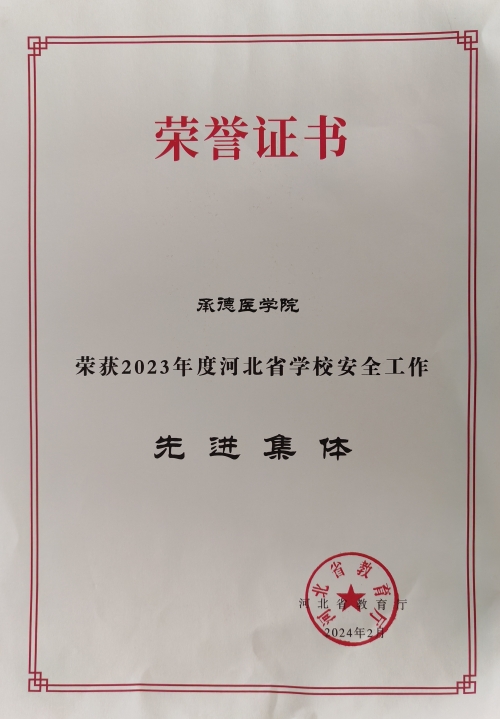 荣誉证书
承德医学院
荣获2023年度河北省学校安全工作
先进集体
河北省教育厅
河北省教育厅
2024年2月